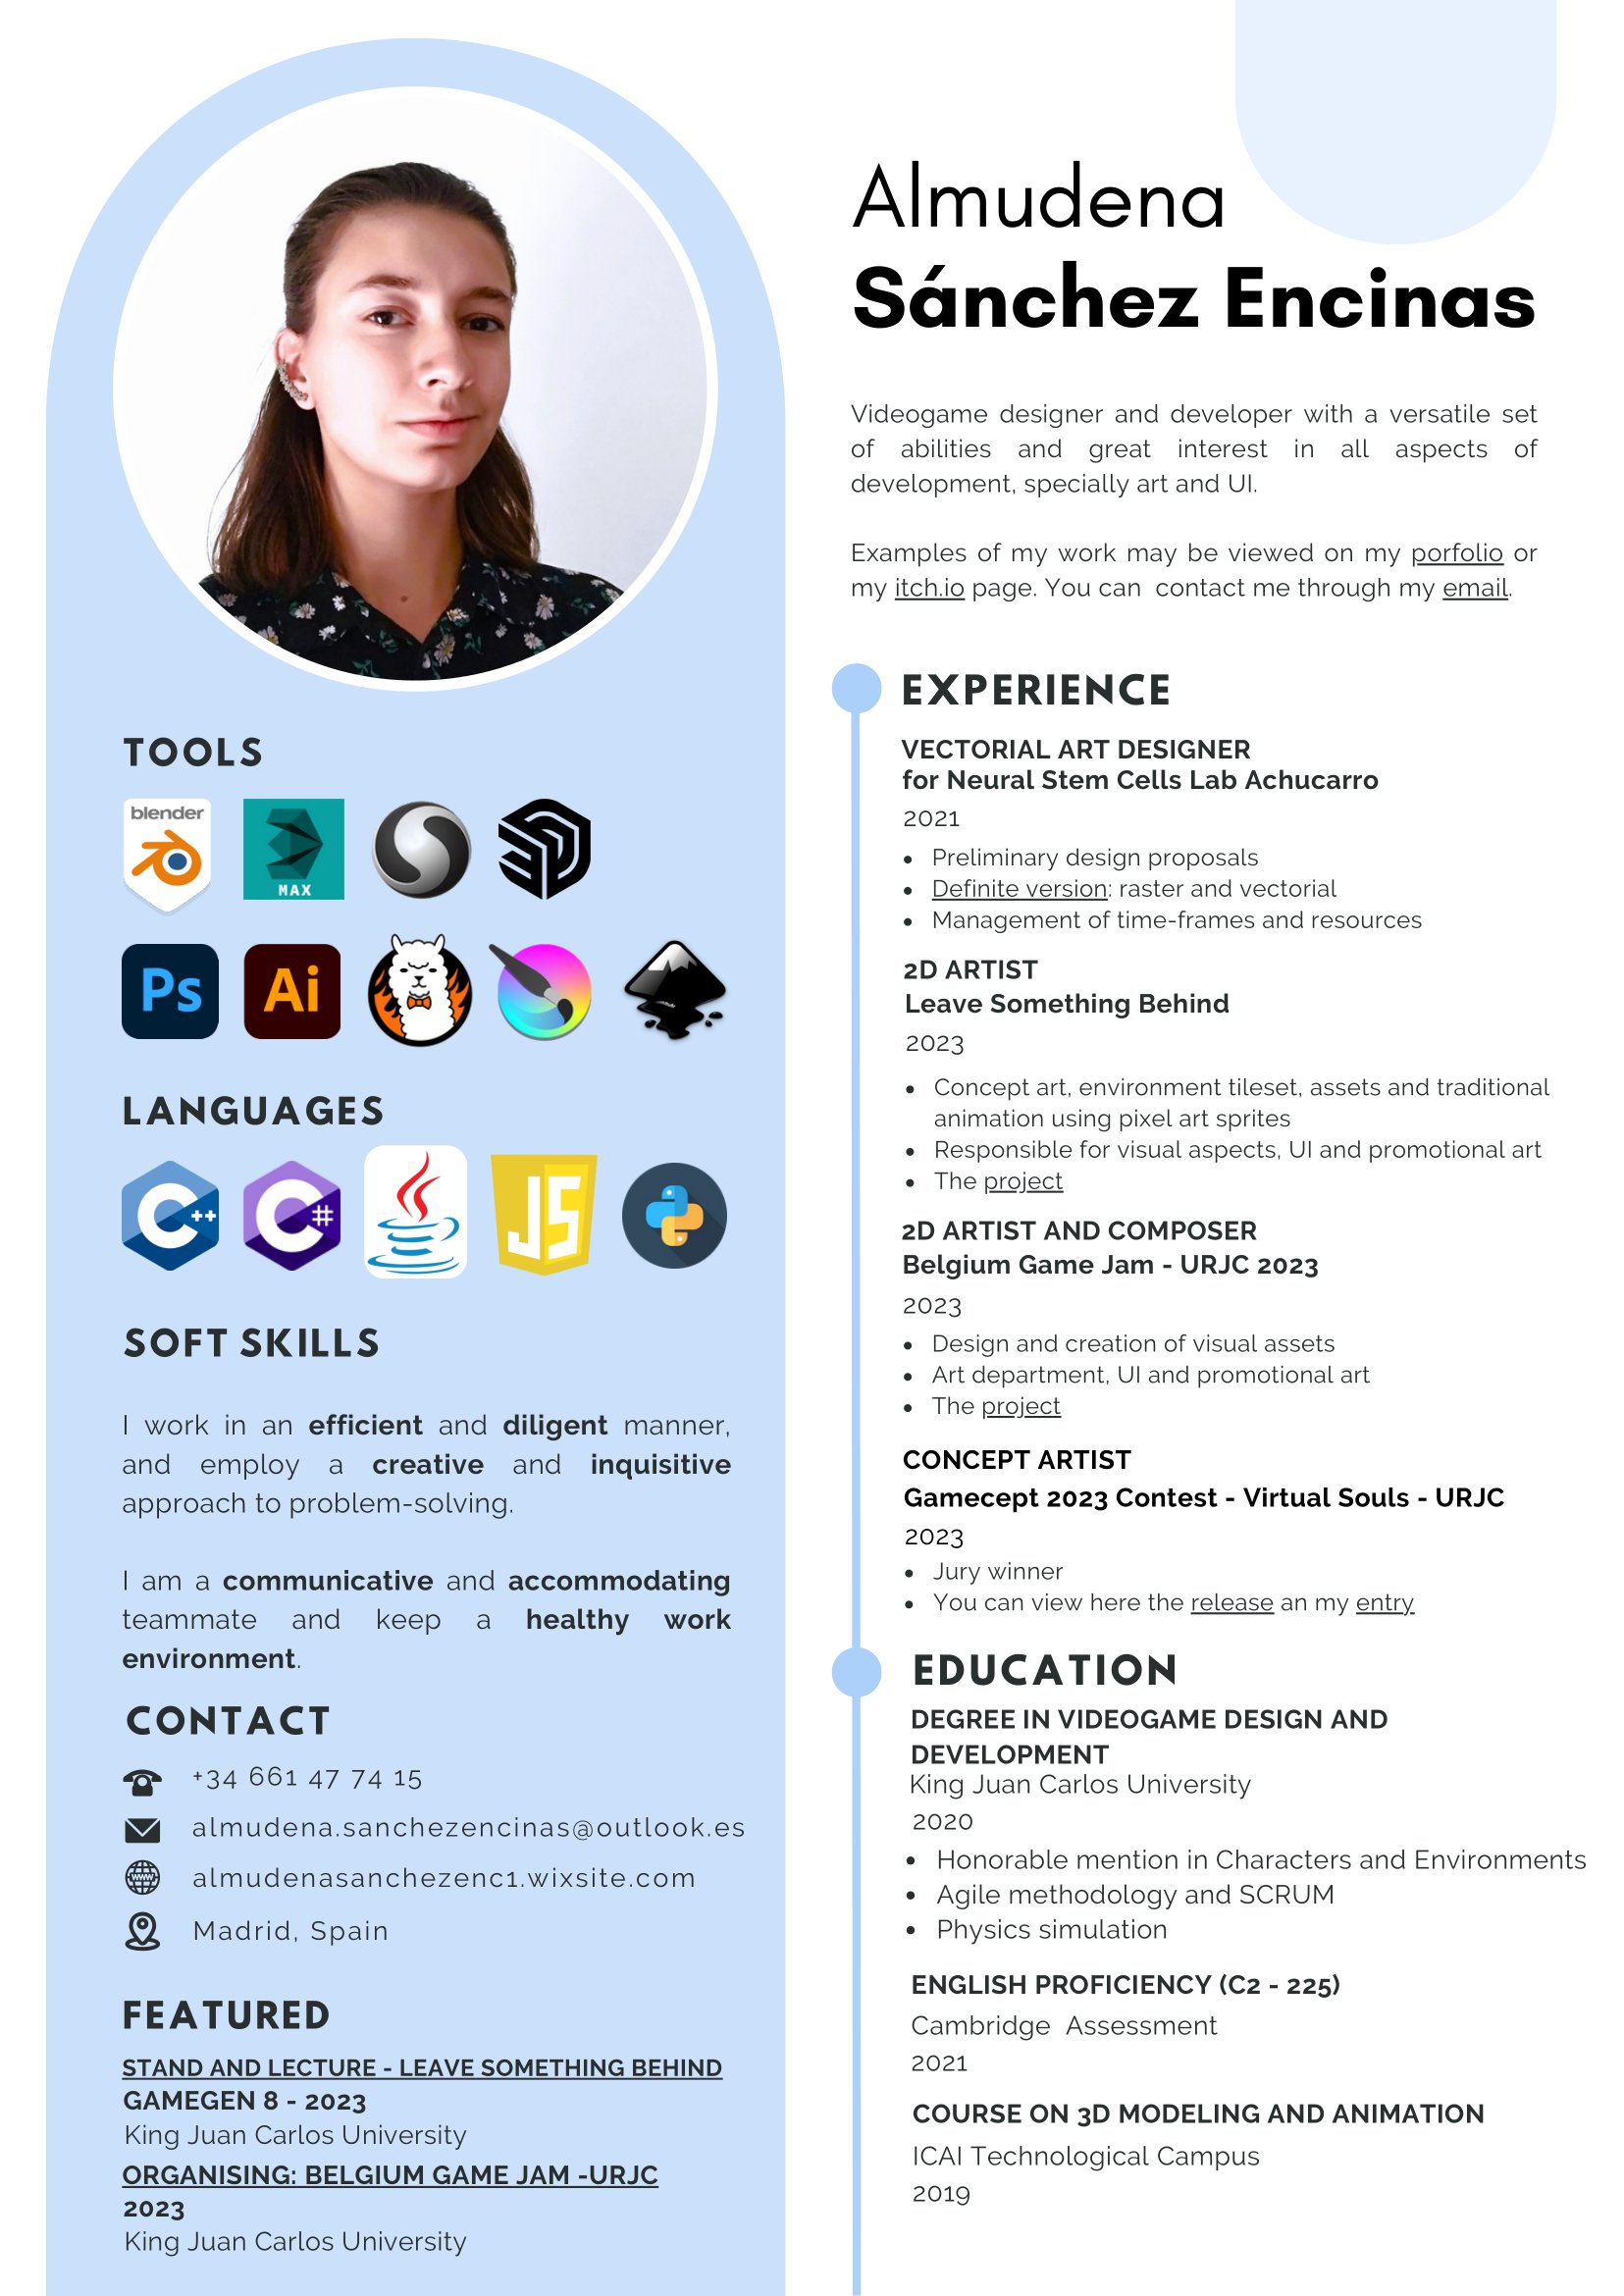 Almudena
Sánchez Encinas
Videogame designer and developer with a versatile set
of abilities and great interest in all aspects of
development, specially art and UI.
Examples of my work may be viewed on my porfolio or
my itch.io page. You can contact me through my email.
TOOLS
blender
MAX
Ps
Ai
LANGUAGES
C++
C#
JS
SOFT SKILLS
I work in an efficient and diligent manner,
and employ a creative and inquisitive
approach to problem-solving.
I am a communicative and accommodating
teammate and keep a healthy work
environment.
CONTACT
+34 661 47 74 15
almudena.sanchezencinas@outlook.es
almudenasanchezenc1.wixsite.com
Madrid, Spain
FEATURED
STAND AND LECTURE - LEAVE SOMETHING BEHIND
GAMEGEN 8 - 2023
King Juan Carlos University
ORGANISING: BELGIUM GAME JAM -URJC
2023
King Juan Carlos University
EXPERIENCE
VECTORIAL ART DESIGNER
for Neural Stem Cells Lab Achucarro
2021
• Preliminary design proposals
• Definite version: raster and vectorial
• Management of time-frames and resources
2D ARTIST
Leave Something Behind
2023
• Concept art, environment tileset, assets and traditional
animation using pixel art sprites
• Responsible for visual aspects, UI and promotional art
• The project
2D ARTIST AND COMPOSER
Belgium Game Jam - URJC 2023
2023
• Design and creation of visual assets
• Art department, UI and promotional art
• The project
CONCEPT ARTIST
Gamecept 2023 Contest - Virtual Souls - URJC
2023
• Jury winner
• You can view here the release an my entry
EDUCATION
DEGREE IN VIDEOGAME DESIGN AND
DEVELOPMENT
King Juan Carlos University
2020
• Honorable mention in Characters and Environments
• Agile methodology and SCRUM
• Physics simulation
ENGLISH PROFICIENCY (C2 - 225)
Cambridge Assessment
2021
COURSE ON 3D MODELING AND ANIMATION
ICAI Technological Campus
2019